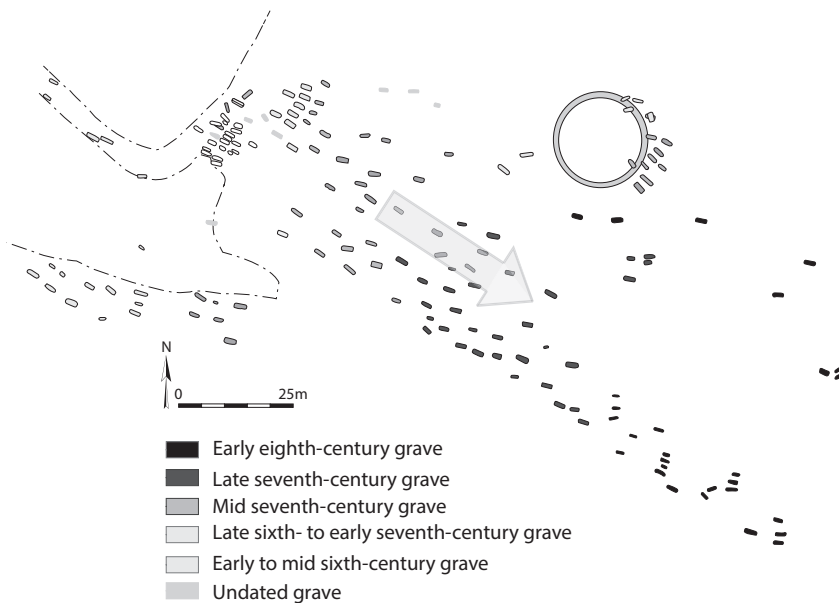 N
0 25m
Early eighth-century grave
Late seventh-century grave
Mid seventh-century grave
Late sixth- to early seventh-century grave
Early to mid sixth-century grave
Undated grave